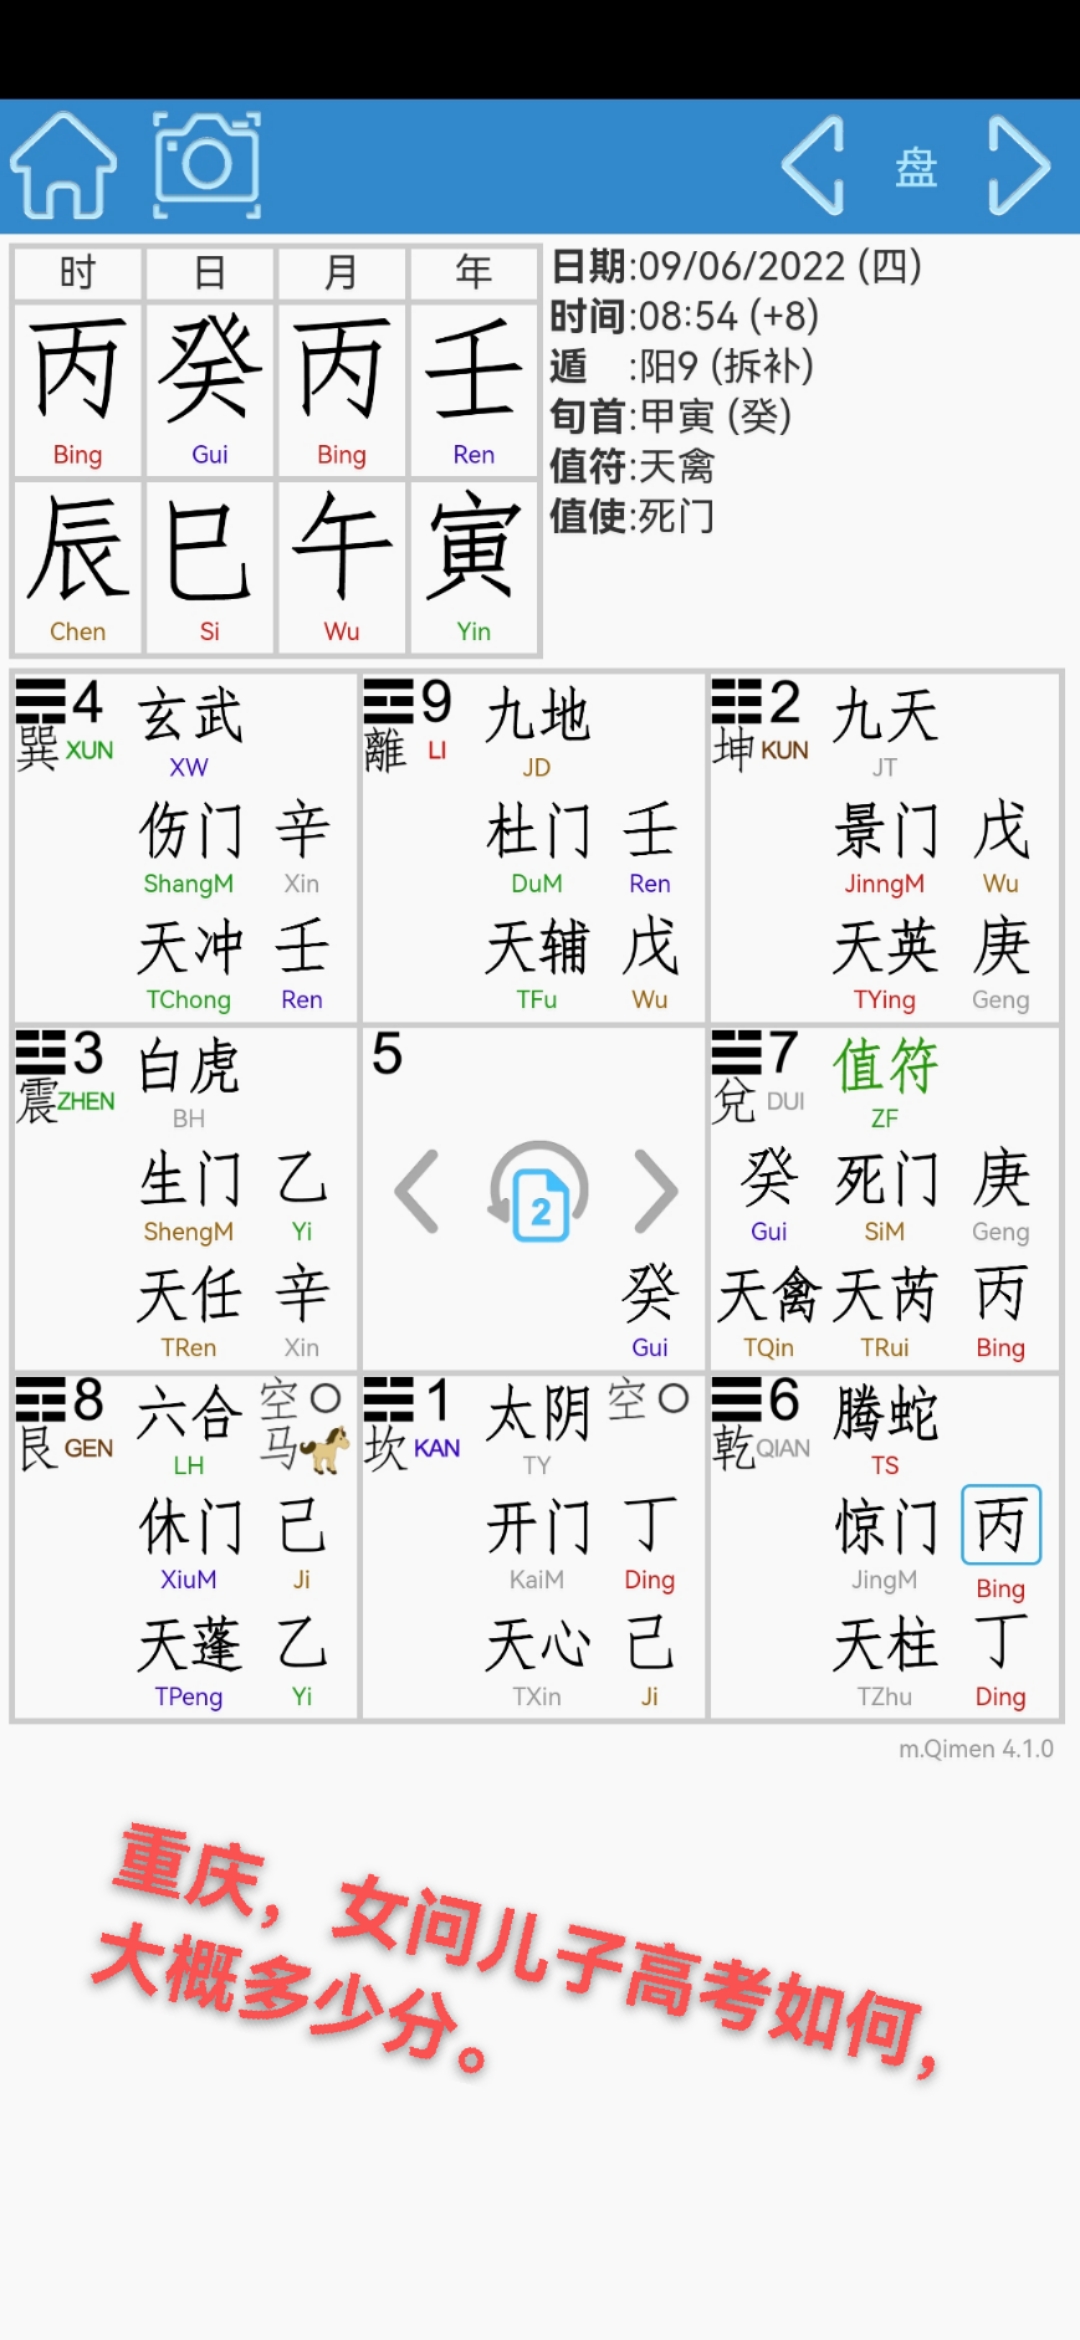 盘
时 日 月 年
丙 癸 丙 壬
Bing Gui Bing Ren
辰 巳 午 寅
Chen Si Wu Yin
日期:09/06/2022 (四)
时间:08:54 (+8)
遁 :阳9 (拆补)
旬首:甲寅 (癸)
值符:天禽
值使:死门
4 玄武
巽 XUN XW
伤门 辛
ShangM Xin
天冲 壬
TChong Ren
9 九地
離 LI JD
杜门 壬
DuM Ren
天辅 戊
TFu Wu
2 九天
坤 KUN JT
景门 戊
JinngM Wu
天英 庚
TYing Geng
3 白虎
震 ZHEN BH
生门 乙
ShengM Yi
天任 辛
TRen Xin
5
2
癸
Gui
7 值符
兌 DUI ZF
癸 死门 庚
Gui SiM Geng
天禽 天芮 丙
TQin TRui Bing
8 六合 空
艮 GEN LH 马
休门 己
XiuM Ji
天蓬 乙
TPeng Yi
1 太阴 空
坎 KAN TY
开门 丁
KaiM Ding
天心 己
TXin Ji
6 腾蛇
乾 QIAN TS
惊门 丙
JingM Bing
天柱 丁
TZhu Ding
m.Qimen 4.1.0
重庆，女问儿子高考如何，
大概多少分。